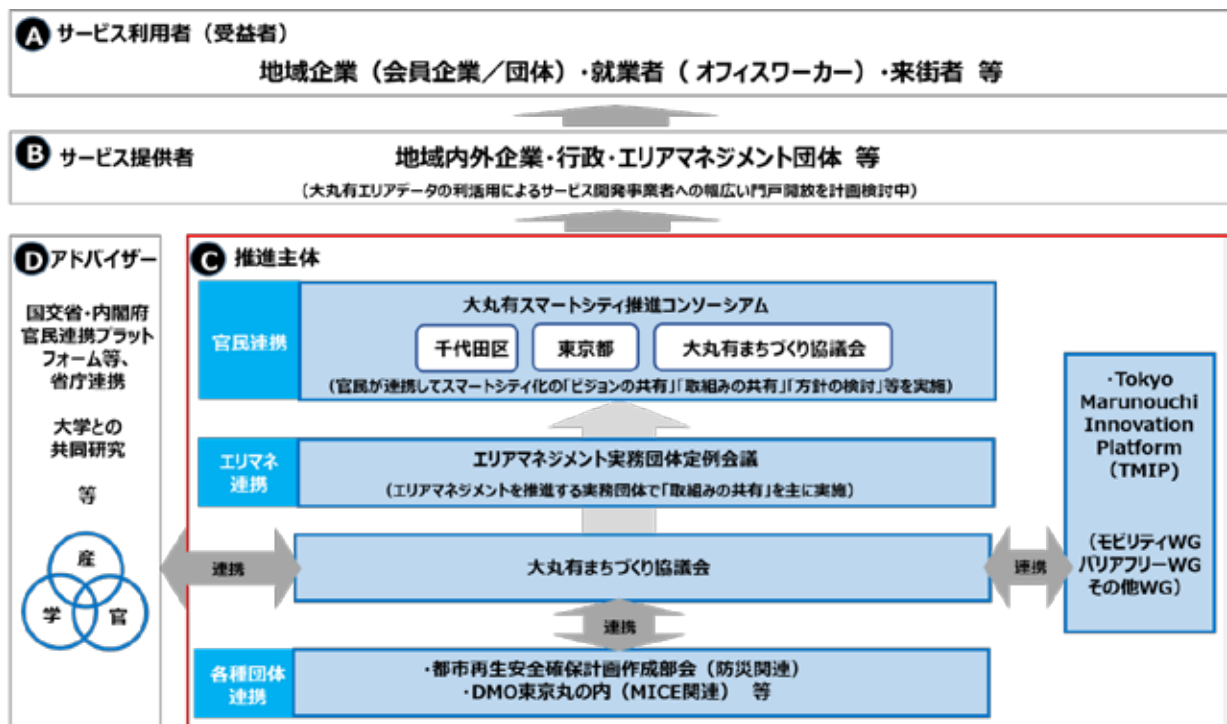 A サービス利用者（受益者）
地域企業（会員企業／団体）・就業者（ オフィスワーカー）・来街者 等
B サービス提供者
地域内外企業・行政・エリアマネジメント団体 等
（大丸有エリアデータの利活用によるサービス開発事業者への幅広い門戸開放を計画検討中）
D アドバイザー
国交省・内閣府
官民連携プラット
フォーム等、
省庁連携
大学との
共同研究
等
産
学
官
C 推進主体
官民連携
大丸有スマートシティ推進コンソーシアム
千代田区
東京都
大丸有まちづくり協議会
（官民が連携してスマートシティ化の「ビジョンの共有」「取組みの共有」「方針の検討」等を実施）
エリマネ
連携
エリアマネジメント実務団体定例会議
（エリアマネジメントを推進する実務団体で「取組みの共有」を主に実施）
連携
大丸有まちづくり協議会
連携
連携
各種団体
連携
・都市再生安全確保計画作成部会（防災関連）
・DMO東京丸の内（MICE関連） 等
・Tokyo
Marunouchi
Innovation
Platform
（TMIP）
（モビリティWG
バリアフリーWG
その他WG）